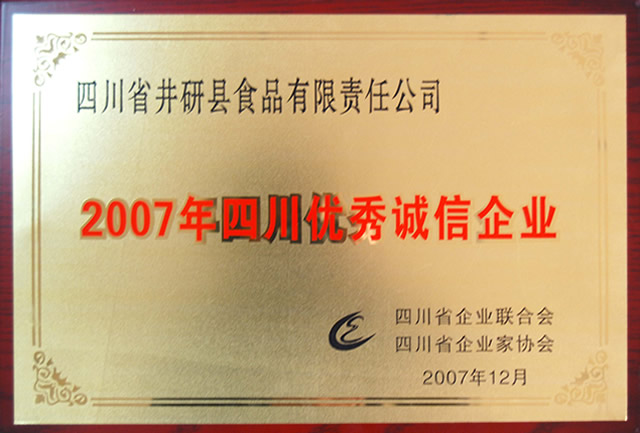 四川省井研县食品有限责任公司
2007年四川优秀诚信企业
四川省企业联合会
四川省企业家协会
2007年12月